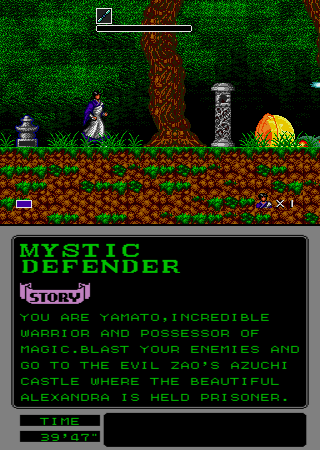 X 1
MYSTIC
DEFENDER
STORY
YOU ARE YAMATO,INCREDIBLE
WARRIOR AND POSSESSOR OF
MAGIC.BLAST YOUR ENEMIES AND
GO TO THE EVIL ZAO'S AZUCHI
CASTLE WHERE THE BEAUTIFUL
ALEXANDRA IS HELD PRISONER.
TIME
39'47"